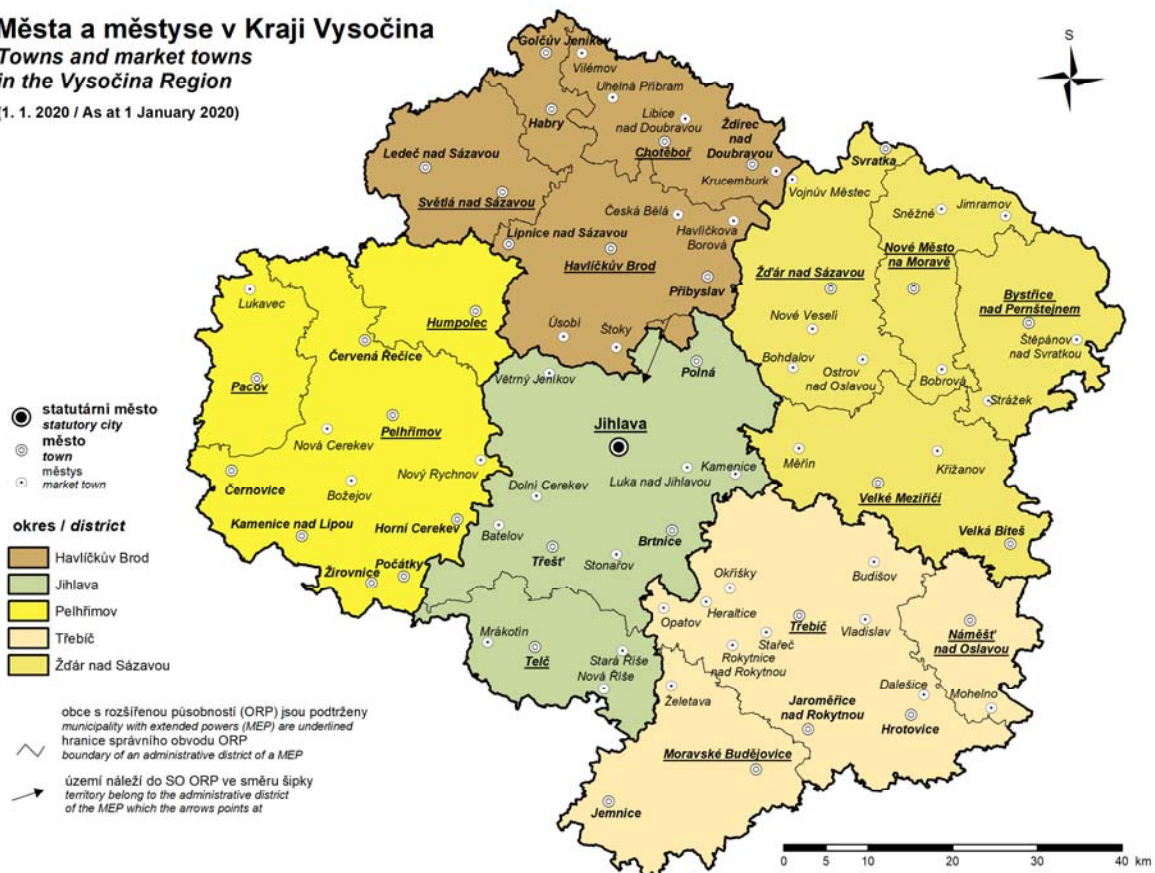 Města a městyse v Kraji Vysočina
Towns and market towns
in the Vysočina Region
(1. 1. 2020 / As at 1 January 2020)
S
Golčův Jeníkov
Vilémov
Uhelná Příbram
Habry
Libice
nad Doubravou
Chotěboř
Ždírec
nad
Doubravou
Krucemburk
Ledeč nad Sázavou
Světlá nad Sázavou
Lipnice nad Sázavou
Česká Bělá
Havlíčkova
Borová
Havlíčkův Brod
Přibyslav
Úsobí
Štoky
Svratka
Vojnův Městec
Sněžné
Jimramov
Nové Město
na Moravě
Žďár nad Sázavou
Bystřice
nad Pernštejnem
Nové Veselí
Štěpánov
nad Svratkou
Bohdalov
Ostrov
nad Oslavou
Bobrová
Strážek
Měřín
Křižanov
Velké Meziříčí
Velká Bíteš
Lukavec
Humpolec
Červená Řečice
Pacov
Pelhřimov
Nová Cerekev
Nový Rychnov
Černovice
Božejov
Kamenice nad Lipou
Horní Cerekev
Žirovnice
Počátky
Větrný Jeníkov
Polná
Jihlava
Dolní Cerekev
Luka nad Jihlavou
Kamenice
Batelov
Třešť
Stonařov
Brtnice
Mrákotín
Telč
Stará Říše
Nová Říše
Okříšky
Budišov
Opatov
Heraltice
Třebíč
Vladislav
Náměšť
nad Oslavou
Stařeč
Rokytnice
nad Rokytnou
Želetava
Dalešice
Mohelno
Jaroměřice
nad Rokytnou
Hrotovice
Moravské Budějovice
Jemnice
statutární město
statutory city
město
town
městys
market town
okres / district
Havlíčkův Brod
Jihlava
Pelhřimov
Třebíč
Žďár nad Sázavou
obce s rozšířenou působností (ORP) jsou podtrženy
municipality with extended powers (MEP) are underlined
hranice správního obvodu ORP
boundary of an administrative district of a MEP
území náleží do SO ORP ve směru šipky
territory belong to the administrative district
of the MEP which the arrows points at
0 5 10 20 30 40 km